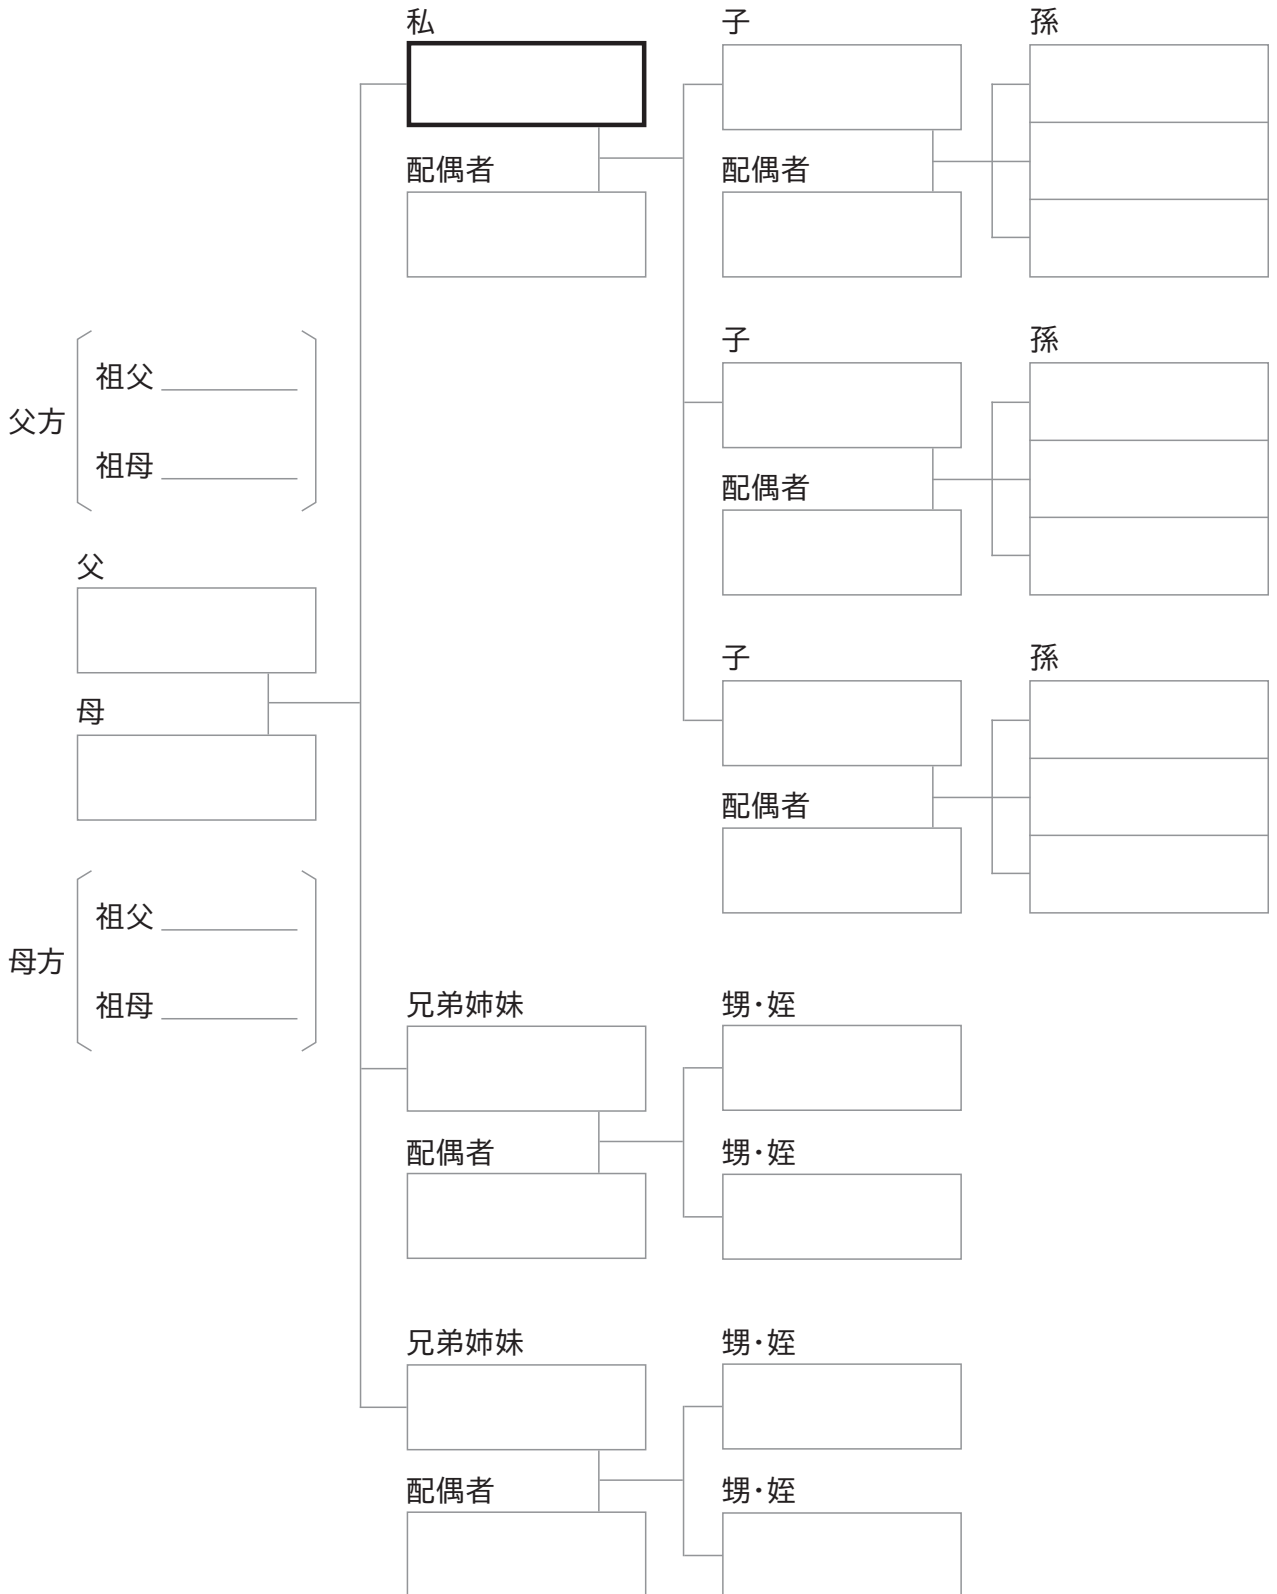 私
配偶者
子
配偶者
孫
子
配偶者
孫
子
配偶者
孫
父方
祖父
祖母
父
母
母方
祖父
祖母
兄弟姉妹
配偶者
甥・姪
甥・姪
兄弟姉妹
配偶者
甥・姪
甥・姪